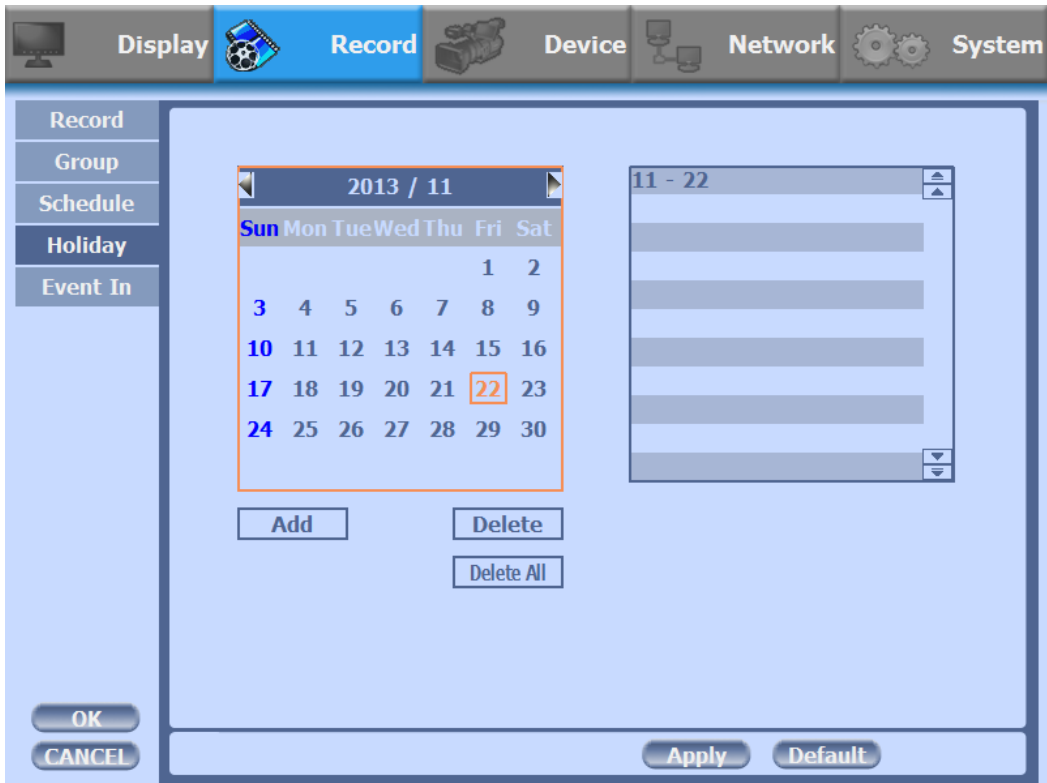 Display Record Device Network System
Record
Group
Schedule
Holiday
Event In
2013 / 11
Sun Mon Tue Wed Thu Fri Sat
1 2
3 4 5 6 7 8 9
10 11 12 13 14 15 16
17 18 19 20 21 22 23
24 25 26 27 28 29 30
Add Delete
Delete All
11 - 22
OK
CANCEL
Apply Default